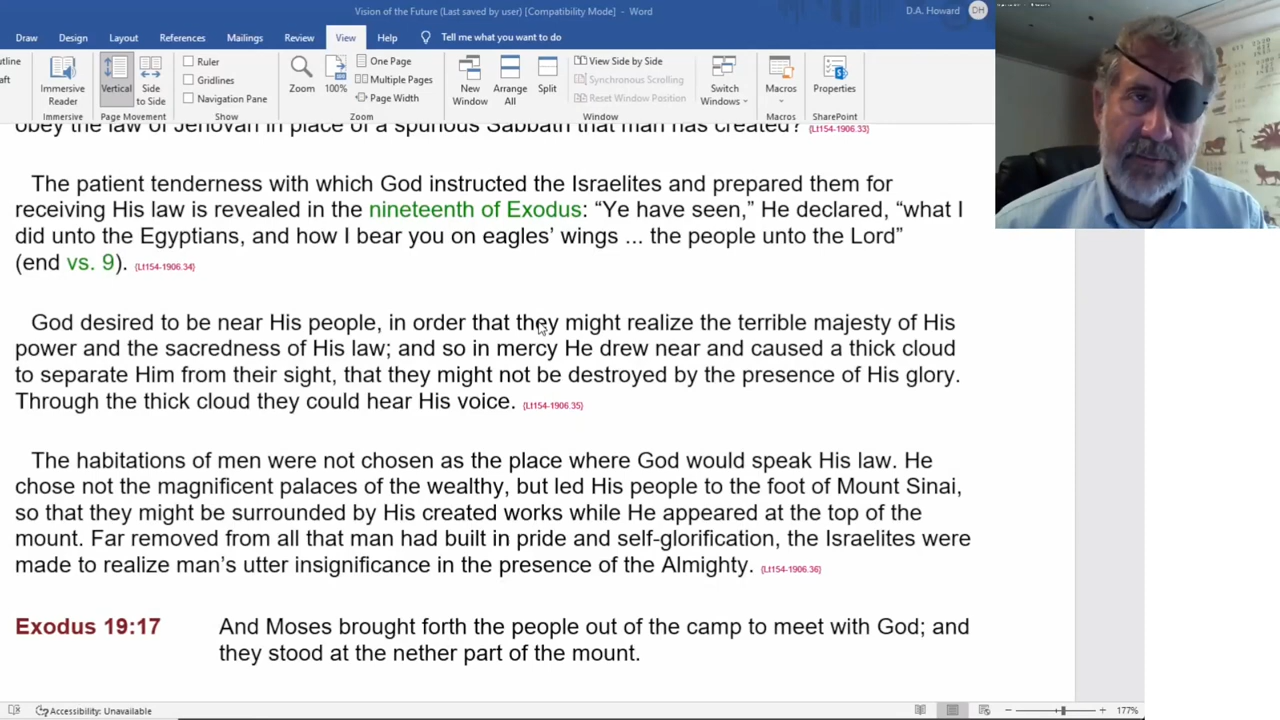 Vision of the Future (Last saved by user) [Compatibility Mode] - Word
D.A. Howard
DH
Draw Design Layout References Mailings Review View Help Tell me what you want to do
Immersive Reader
Immersive
Vertical
Side to Side
Page Movement
Ruler
Gridlines
Navigation Pane
Show
Zoom
100%
One Page
Multiple Pages
Page Width
Zoom
New Window
Arrange All
Split
View Side by Side
Synchronous Scrolling
Reset Window Position
Window
Switch Windows
Macros
Macros
Properties
SharePoint
obey the law of Jehovah in place of a spurious Sabbath that man has created? {Lt154-1906.33}
The patient tenderness with which God instructed the Israelites and prepared them for
receiving His law is revealed in the nineteenth of Exodus: “Ye have seen,” He declared, “what I
did unto the Egyptians, and how I bear you on eagles’ wings ... the people unto the Lord”
(end vs. 9). {Lt154-1906.34}
God desired to be near His people, in order that they might realize the terrible majesty of His
power and the sacredness of His law; and so in mercy He drew near and caused a thick cloud
to separate Him from their sight, that they might not be destroyed by the presence of His glory.
Through the thick cloud they could hear His voice. {Lt154-1906.35}
The habitations of men were not chosen as the place where God would speak His law. He
chose not the magnificent palaces of the wealthy, but led His people to the foot of Mount Sinai,
so that they might be surrounded by His created works while He appeared at the top of the
mount. Far removed from all that man had built in pride and self-glorification, the Israelites were
made to realize man’s utter insignificance in the presence of the Almighty. {Lt154-1906.36}
Exodus 19:17 And Moses brought forth the people out of the camp to meet with God; and
they stood at the nether part of the mount.
Accessibility: Unavailable
177%